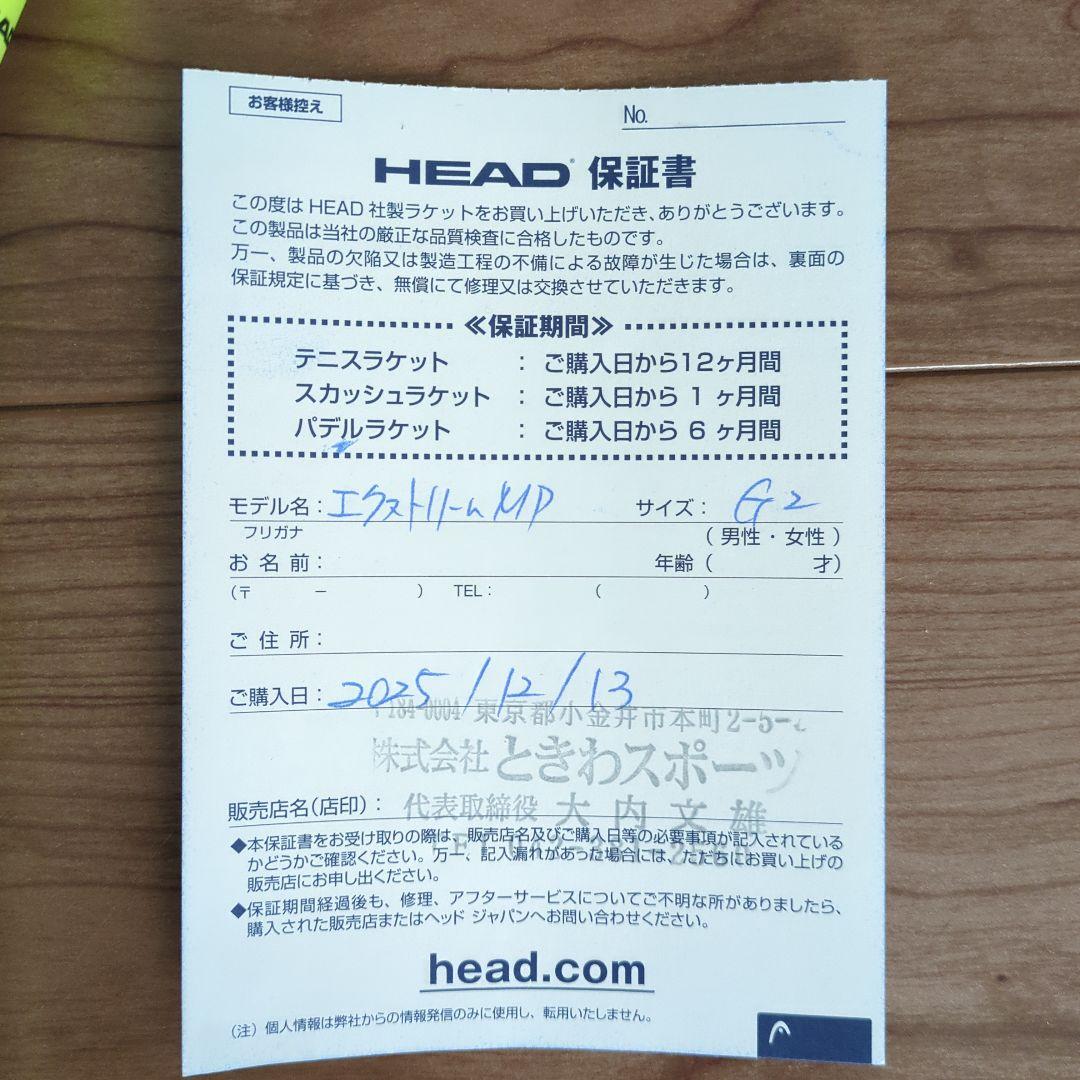 お客様控え
No.
HEAD® 保証書
この度は HEAD 社製ラケットをお買い上げいただき、ありがとうございます。
この製品は当社の厳正な品質検査に合格したものです。
万一、製品の欠陥又は製造工程の不備による故障が生じた場合は、裏面の
保証規定に基づき、無償にて修理又は交換させていただきます。
≪保証期間≫
テニスラケット : ご購入日から12ヶ月間
スカッシュラケット : ご購入日から 1 ヶ月間
パデルラケット : ご購入日から 6 ヶ月間
モデル名：エクストリームMP サイズ： G2
フリガナ (男性・女性)
お名前： 年齢( 才)
(〒 − ) TEL： ( )
ご住所：
ご購入日：2025/12/13
〒184-0004 東京都小金井市本町2-5-
株式会社 ときわスポーツ
販売店名(店印)： 代表取締役 大内文雄
◆本保証書をお受け取りの際は、販売店名及びご購入日等の必要事項が記入されている
かどうかご確認ください。万一、記入漏れがあった場合には、ただちにお買い上げの
販売店にお申し出ください。
◆保証期間経過後も、修理、アフターサービスについてご不明な所がありましたら、
購入された販売店またはヘッド ジャパンへお問い合わせください。
head.com
(注) 個人情報は弊社からの情報発信のみに使用し、転用いたしません。